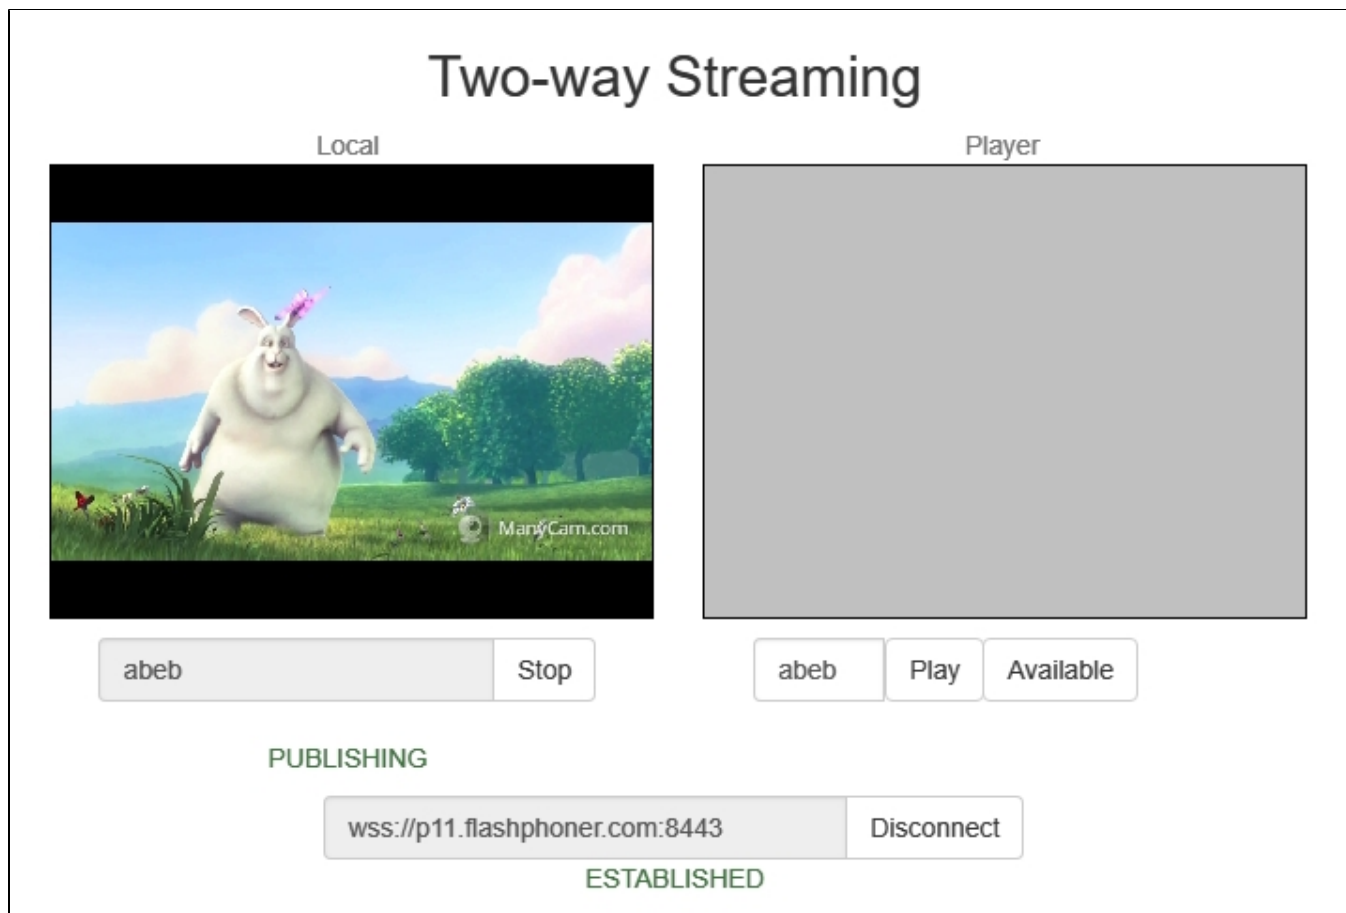 Two-way Streaming
Local
Player
ManyCam.com
abeb
Stop
abeb
Play
Available
PUBLISHING
wss://p11.flashphoner.com:8443
Disconnect
ESTABLISHED